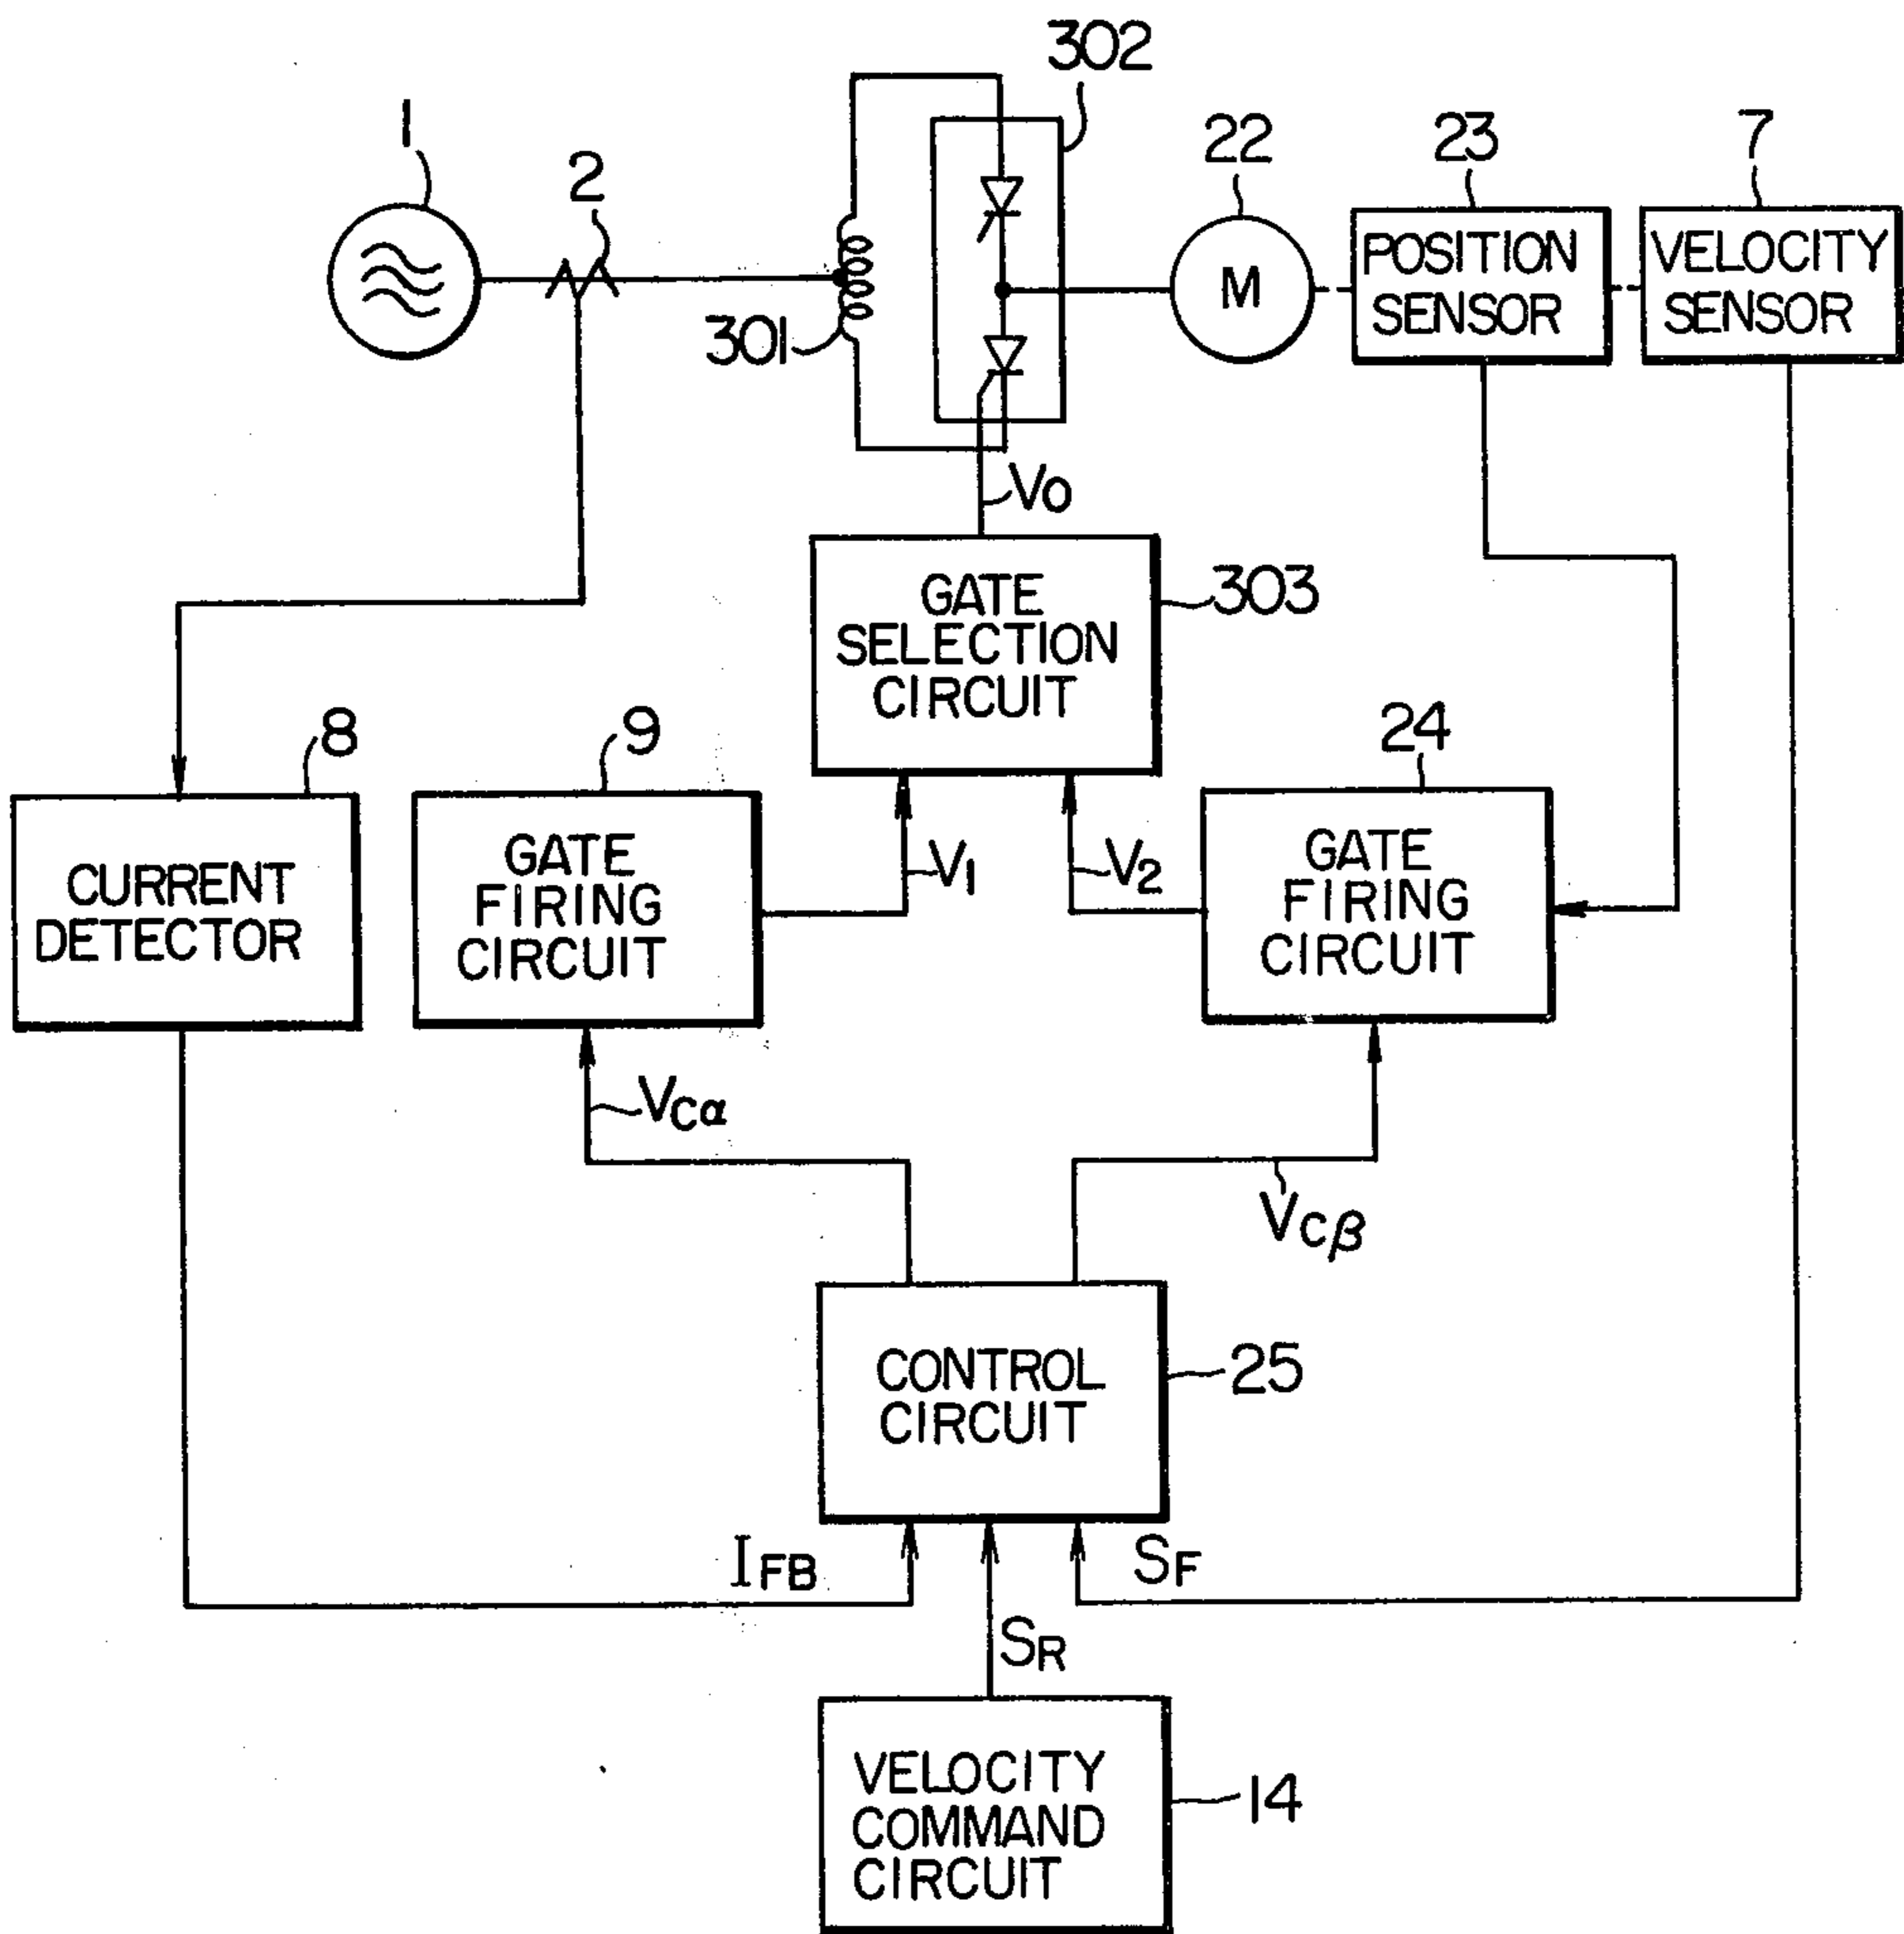 302
1
2
22
23
7
M
POSITION
SENSOR
VELOCITY
SENSOR
301
V0
GATE
SELECTION
CIRCUIT
303
8
9
24
CURRENT
DETECTOR
GATE
FIRING
CIRCUIT
V1
V2
GATE
FIRING
CIRCUIT
VCα
VCβ
CONTROL
CIRCUIT
25
IFB
SF
SR
VELOCITY
COMMAND
CIRCUIT
14